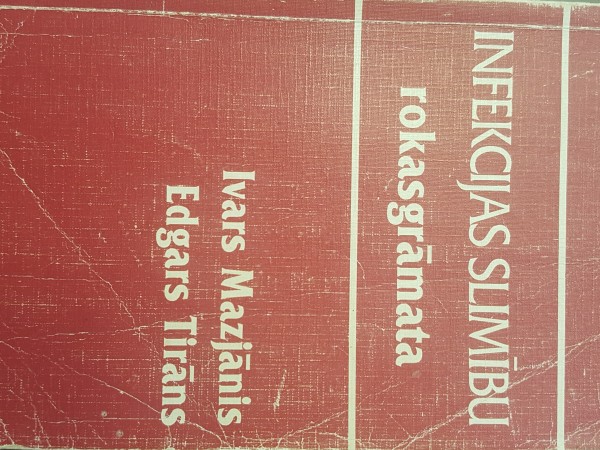 INFEKCIJAS SLIMĪBU
rokasgrāmata
Ivars Mazjānis
Edgars Tirāns